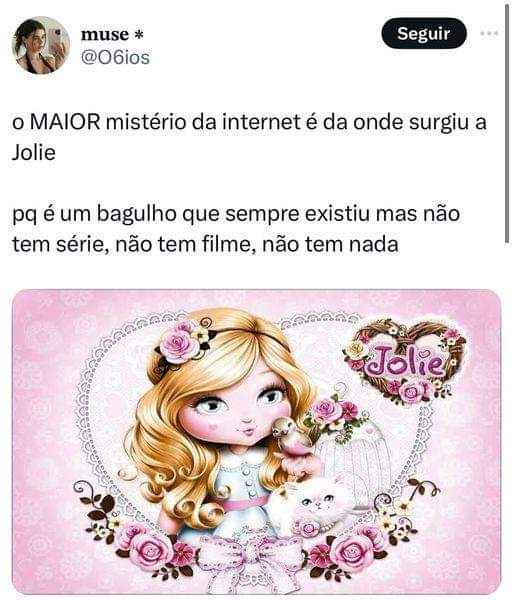 muse *
@O6ios
Seguir
o MAIOR mistério da internet é da onde surgiu a
Jolie
pq é um bagulho que sempre existiu mas não
tem série, não tem filme, não tem nada
Jolie